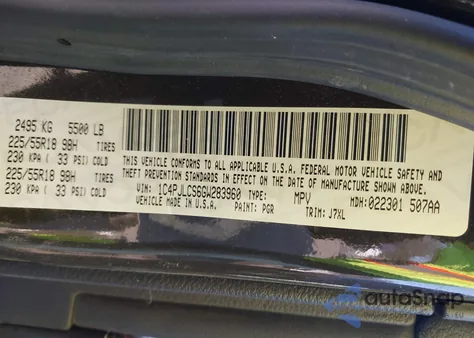 2495 KG 5500 LB
225/55R18 98H TIRES
230 KPA ( 33 PSI) COLD
225/55R18 98H TIRES
230 KPA ( 33 PSI) COLD
THIS VEHICLE CONFORMS TO ALL APPLICABLE U.S.A. FEDERAL MOTOR VEHICLE SAFETY AND
THEFT PREVENTION STANDARDS IN EFFECT ON THE DATE OF MANUFACTURE SHOWN ABOVE.
VIN: 1C4PJLCS6GW283960 TYPE: MPV MDH: 022301 507AA
VEHICLE MADE IN U.S.A. PAINT: PGR TRIM: J7XL
autoSnap